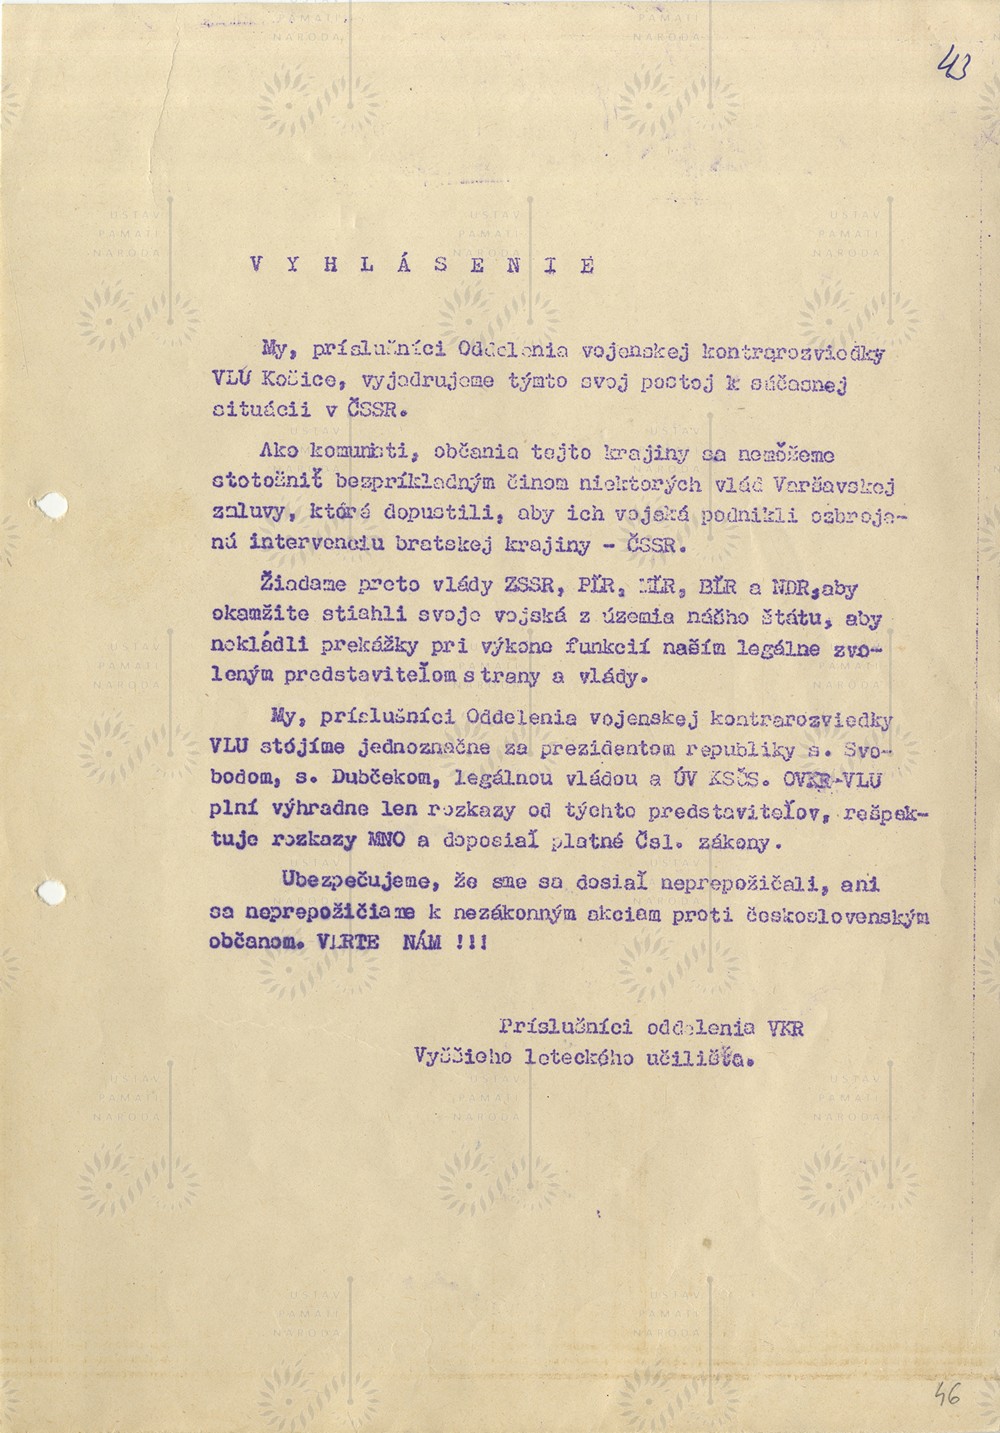 43
V Y H L Á S E N I E
My, príslušníci Oddelenia vojenskej kontrarozviedky
VLU Košice, vyjadrujeme týmto svoj postoj k súčasnej
situácii v ČSSR.
Ako komunisti, občania tejto krajiny sa nemôžeme
stotožniť bezpríkladným činom niektorých vlád Varšavskej
zmluvy, ktoré dopustili, aby ich vojská podnikli ozbroje-
nú intervenciu bratskej krajiny - ČSSR.
Žiadame preto vlády ZSSR, PĽR, MĽR, BĽR a NDR,aby
okamžite stiahli svoje vojská z územia nášho štátu, aby
nekládli prekážky pri výkone funkcií naším legálne zvo-
leným predstaviteľom strany a vlády.
My, príslušníci Oddelenia vojenskej kontrarozviedky
VLU stójíme jednoznačne za prezidentom republiky s. Svo-
bodom, s. Dubčekom, legálnou vládou a ÚV KSČS. OVKR-VLU
plní výhradne len rozkazy od týchto predstaviteľov, rešpek-
tuje rozkazy MNO a doposiaľ platné Čsl. zákony.
Ubezpečujeme, že sme sa dosiaľ neprepožičali, ani
sa neprepožičiame k nezákonným akciam proti československým
občanom. VERTE NÁM !!!
Príslušníci oddelenia VKR
Vyššieho leteckého učilišťa.
46
ÚSTAV
PAMÄTI
NÁRODA